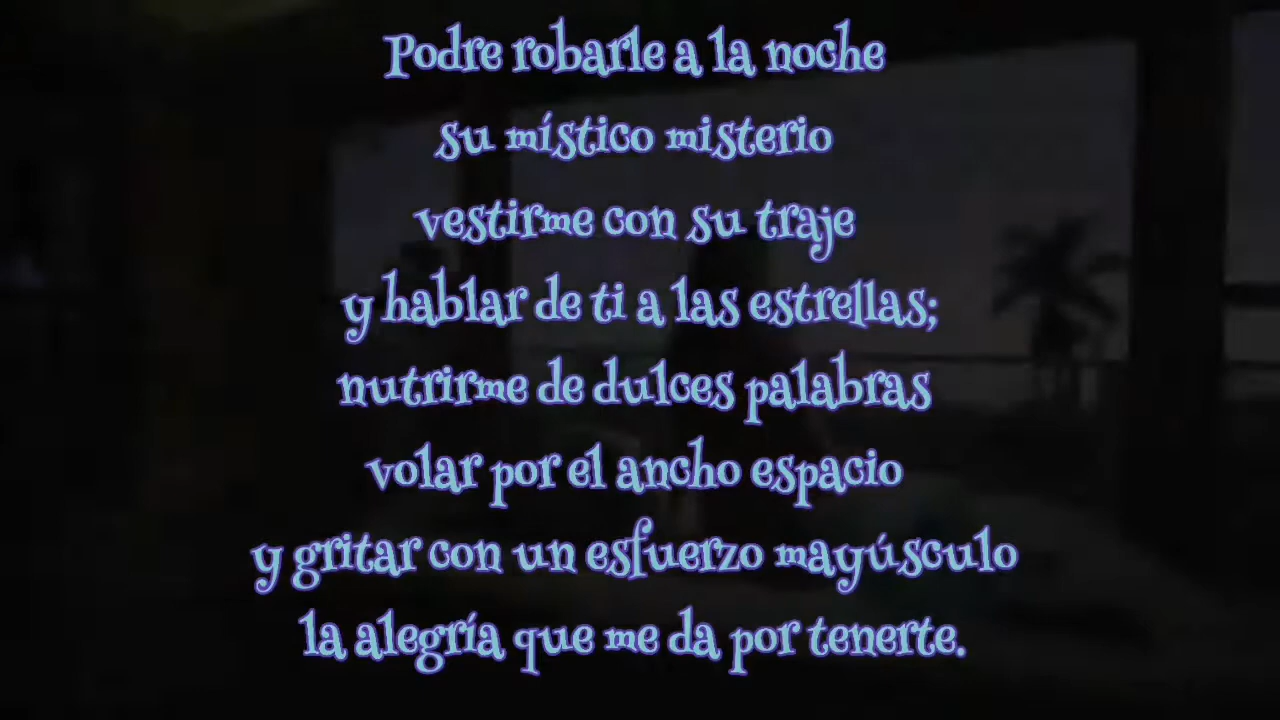 Podre robarle a la noche
su místico misterio
vestirme con su traje
y hablar de ti a las estrellas;
nutrirme de dulces palabras
volar por el ancho espacio
y gritar con un esfuerzo mayúsculo
la alegría que me da por tenerte.